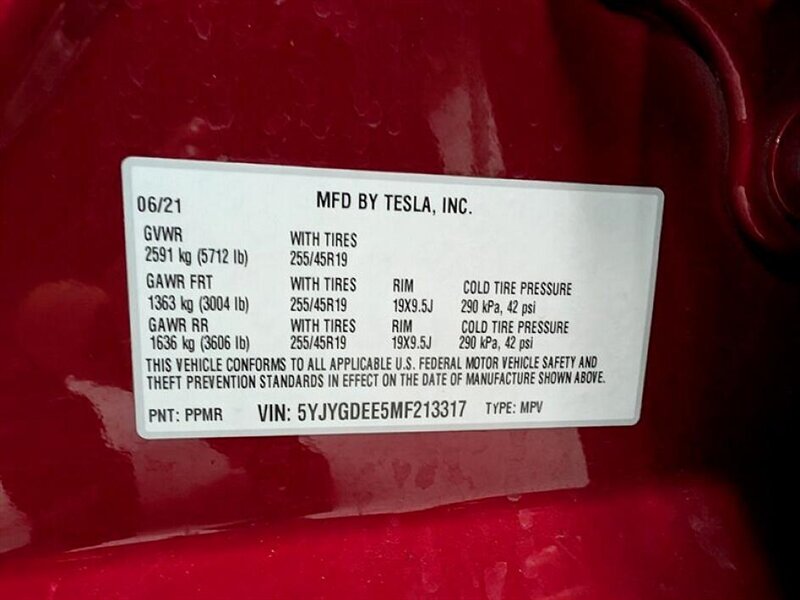 06/21 MFD BY TESLA, INC.
GVWR WITH TIRES
2591 kg (5712 lb) 255/45R19
GAWR FRT WITH TIRES RIM COLD TIRE PRESSURE
1363 kg (3004 lb) 255/45R19 19X9.5J 290 kPa, 42 psi
GAWR RR WITH TIRES RIM COLD TIRE PRESSURE
1636 kg (3606 lb) 255/45R19 19X9.5J 290 kPa, 42 psi
THIS VEHICLE CONFORMS TO ALL APPLICABLE U.S. FEDERAL MOTOR VEHICLE SAFETY AND
THEFT PREVENTION STANDARDS IN EFFECT ON THE DATE OF MANUFACTURE SHOWN ABOVE.
PNT: PPMR VIN: 5YJYGDEE5MF213317 TYPE: MPV